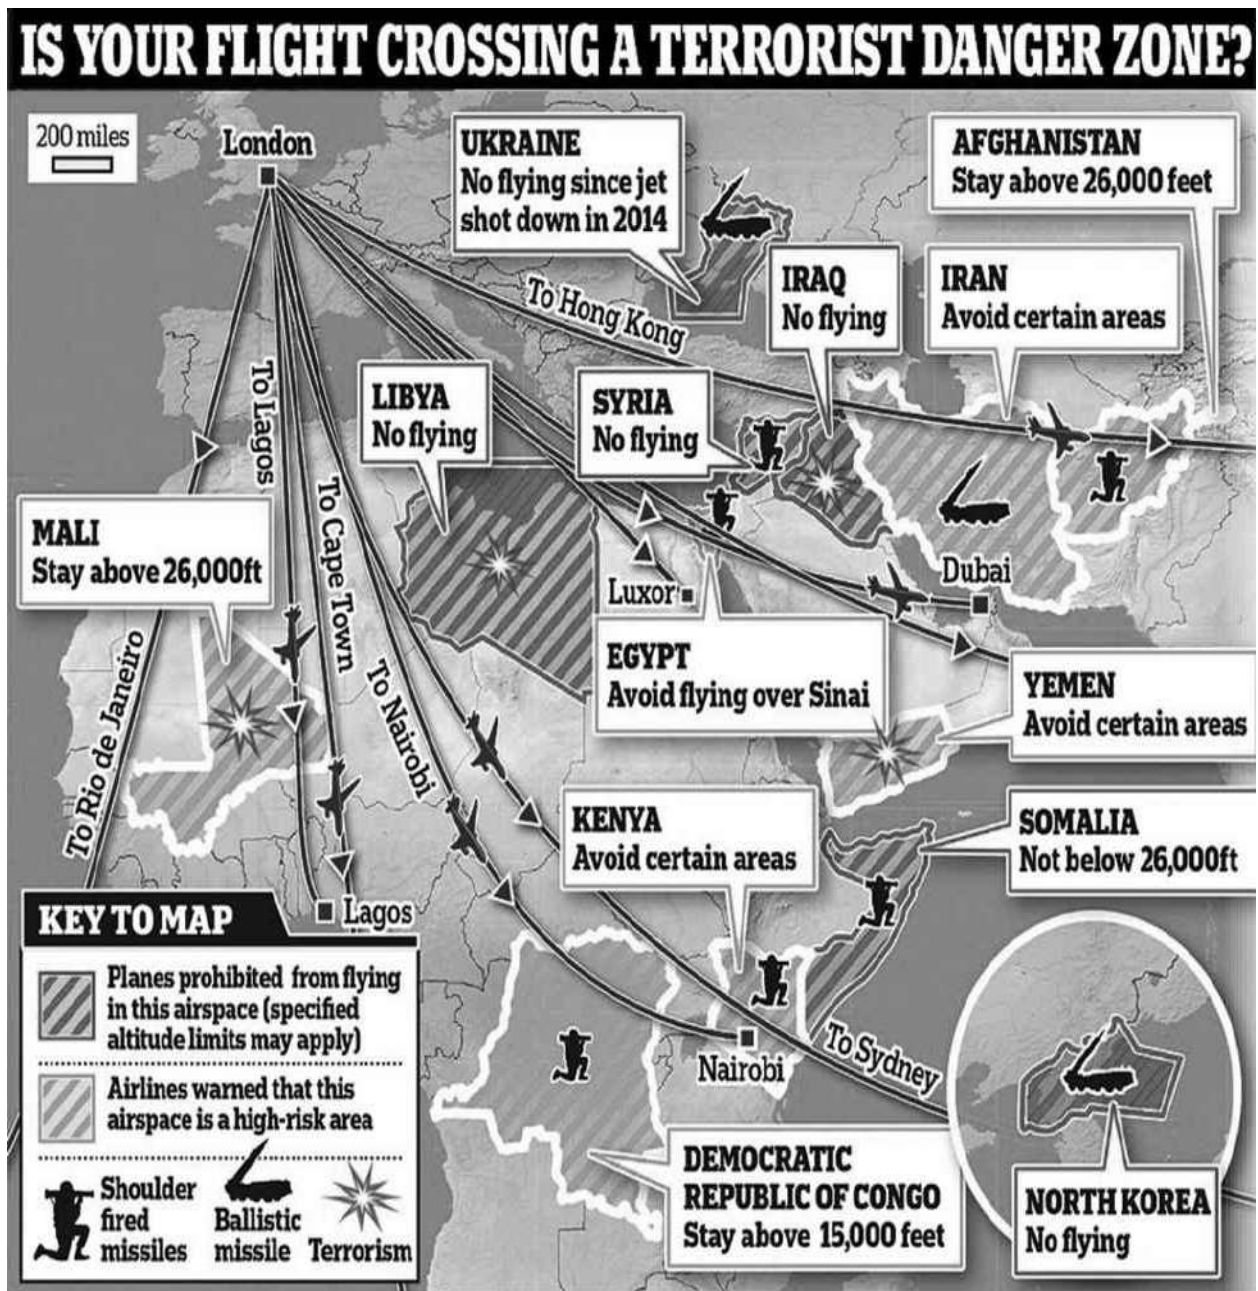 IS YOUR FLIGHT CROSSING A TERRORIST DANGER ZONE?
200 miles
London
UKRAINE
No flying since jet
shot down in 2014
AFGHANISTAN
Stay above 26,000 feet
IRAQ
No flying
IRAN
Avoid certain areas
To Hong Kong
LIBYA
No flying
SYRIA
No flying
To Lagos
To Cape Town
MALI
Stay above 26,000ft
Luxor
Dubai
EGYPT
Avoid flying over Sinai
To Rio de Janeiro
To Nairobi
YEMEN
Avoid certain areas
KENYA
Avoid certain areas
SOMALIA
Not below 26,000ft
Lagos
KEY TO MAP
Planes prohibited from flying
in this airspace (specified
altitude limits may apply)
Airlines warned that this
airspace is a high-risk area
Shoulder
fired
missiles
Ballistic
missile
Terrorism
Nairobi
To Sydney
DEMOCRATIC
REPUBLIC OF CONGO
Stay above 15,000 feet
NORTH KOREA
No flying